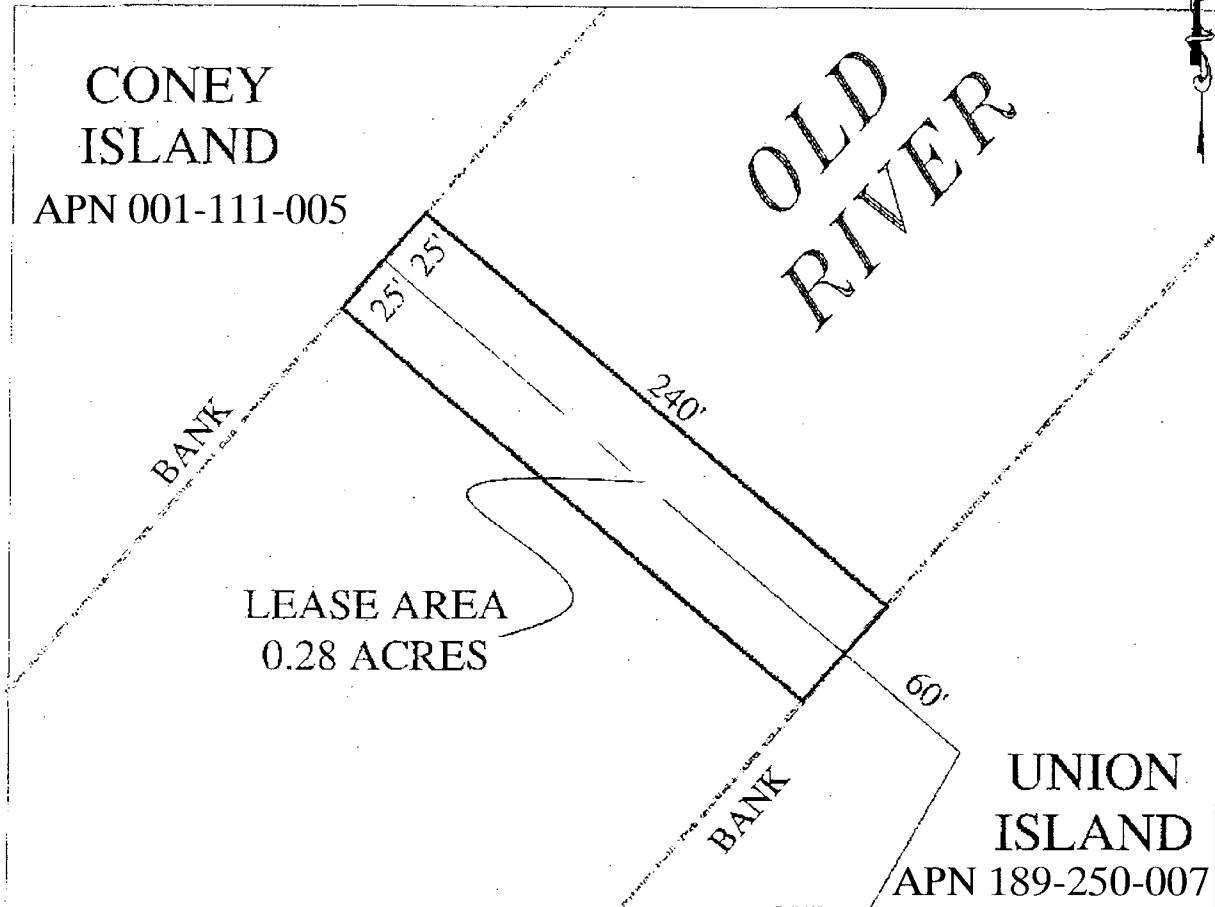 CONEY
ISLAND
APN 001-111-005
OLD
RIVER
25'
25'
240'
BANK
LEASE AREA
0.28 ACRES
60'
BANK
UNION
ISLAND
APN 189-250-007